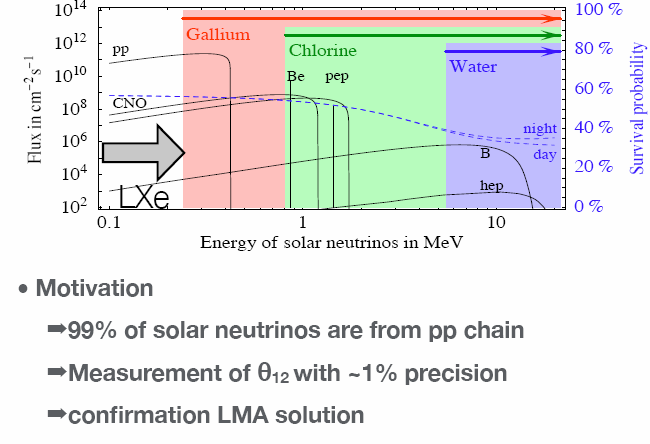 10¹⁴
100 %
Gallium
10¹²
80 %
Chlorine
pp
Water
10¹⁰
Be
pep
60 %
CNO
10⁸
night
40 %
10⁶
B
day
20 %
10⁴
hep
LXe
10²
0 %
0.1
1
10
Flux in cm⁻² s⁻¹
Survival probability
Energy of solar neutrinos in MeV
• Motivation
➡99% of solar neutrinos are from pp chain
➡Measurement of θ₁₂ with ~1% precision
➡confirmation LMA solution